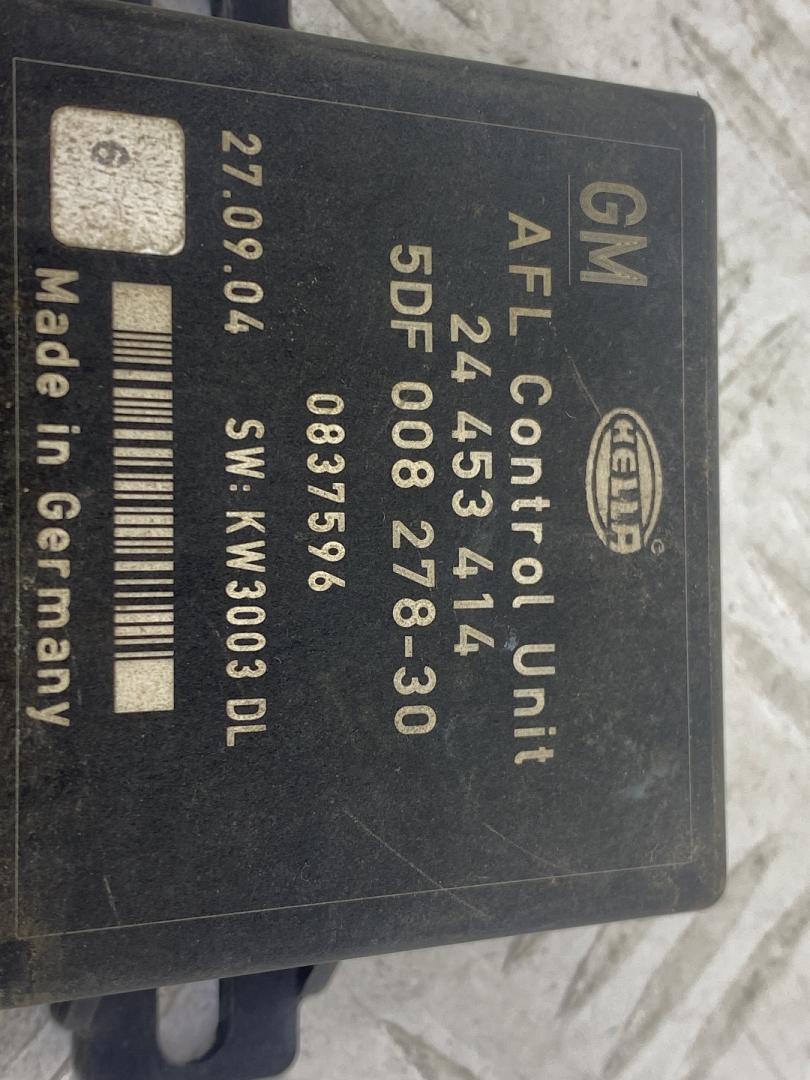 GM
HELLA
AFL Control Unit
24 453 414
5DF 008 278-30
0837596
27.09.04 SW: KW3003 DL
6
Made in Germany